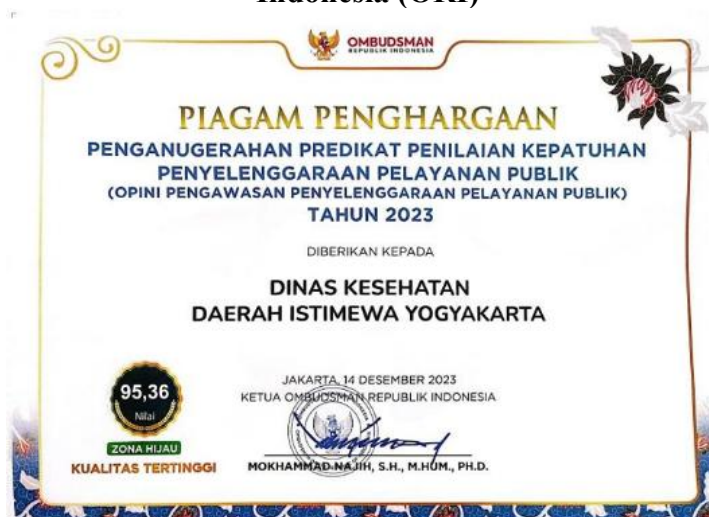 Indonesia (ORI)
OMBUDSMAN
REPUBLIK INDONESIA
PIAGAM PENGHARGAAN
PENGANUGERAHAN PREDIKAT PENILAIAN KEPATUHAN
PENYELENGGARAAN PELAYANAN PUBLIK
(OPINI PENGAWASAN PENYELENGGARAAN PELAYANAN PUBLIK)
TAHUN 2023
DIBERIKAN KEPADA
DINAS KESEHATAN
DAERAH ISTIMEWA YOGYAKARTA
JAKARTA, 14 DESEMBER 2023
KETUA OMBUDSMAN REPUBLIK INDONESIA
95,36
Nilai
ZONA HIJAU
KUALITAS TERTINGGI
MOKHAMMAD NAJIH, S.H., M.HUM., PH.D.